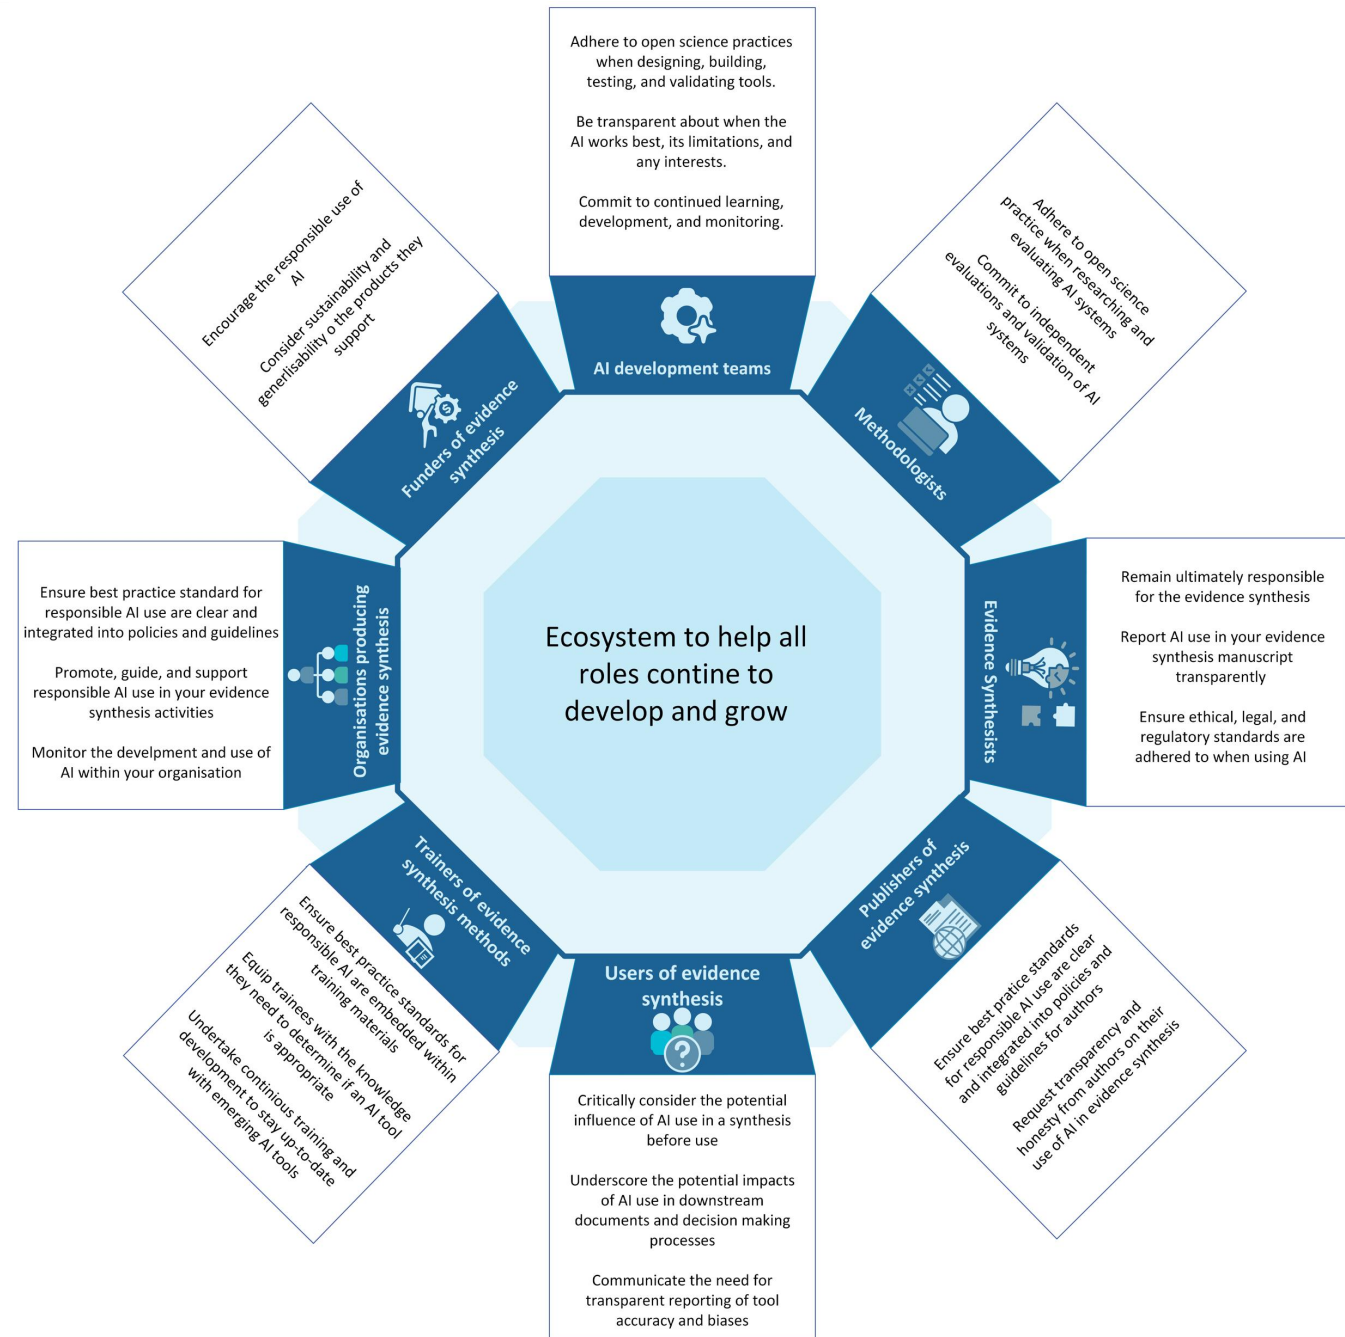 Adhere to open science practices
when designing, building,
testing, and validating tools.
Be transparent about when the
AI works best, its limitations, and
any interests.
Commit to continued learning,
development, and monitoring.
AI development teams
Adhere to open science
practice when researching and
evaluating AI systems
Commit to independent
evaluations and validation of AI
systems
Methodologists
Remain ultimately responsible
for the evidence synthesis
Report AI use in your evidence
synthesis manuscript
transparently
Ensure ethical, legal, and
regulatory standards are
adhered to when using AI
Evidence Synthesists
Ensure best pratice standards
for responsible AI use are clear
and integrated into policies and
guidelines for authors
Request transparency and
honesty from authors on their
use of AI in evidence synthesis
Publishers of
evidence synthesis
Users of evidence
synthesis
Critically consider the potential
influence of AI use in a synthesis
before use
Underscore the potential impacts
of AI use in downstream
documents and decision making
processes
Communicate the need for
transparent reporting of tool
accuracy and biases
Trainers of evidence
synthesis methods
Ensure best practice standards for
responsible AI are embedded within
training materials
Equip trainees with the knowledge
they need to determine if an AI tool
is appropriate
Undertake continious training and
development to stay up-to-date
with emerging AI tools
Organisations producing
evidence synthesis
Ensure best practice standard for
responsible AI use are clear and
integrated into policies and guidelines
Promote, guide, and support
responsible AI use in your evidence
synthesis activities
Monitor the develpment and use of
AI within your organisation
Funders of evidence
synthesis
Encourage the responsible use of
AI
Consider sustainability and
generlisability o the products they
support
Ecosystem to help all
roles contine to
develop and grow